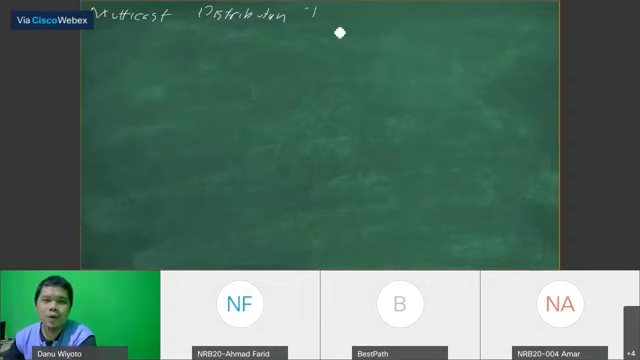 Via CiscoWebex
Multicast Distribution
NF
B
NA
Danu Wiyoto
NRB20-Ahmad Farid
BestPath
NRB20-004 Amar
+4